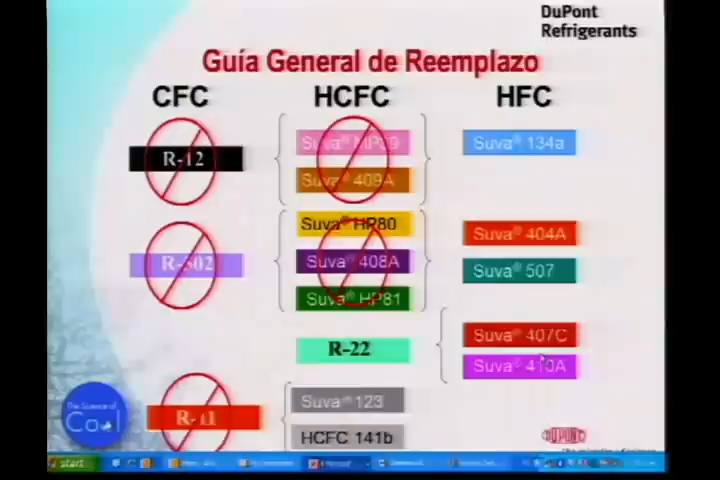 DuPont
Refrigerants
Guía General de Reemplazo
CFC
HCFC
HFC
R-12
Suva® MP39
Suva® 409A
Suva® 134a
R-502
Suva® HP80
Suva® 408A
Suva® HP81
Suva® 404A
Suva® 507
R-22
Suva® 407C
Suva® 410A
R-11
Suva® 123
HCFC 141b
The Science of
Cool
DUPONT
start